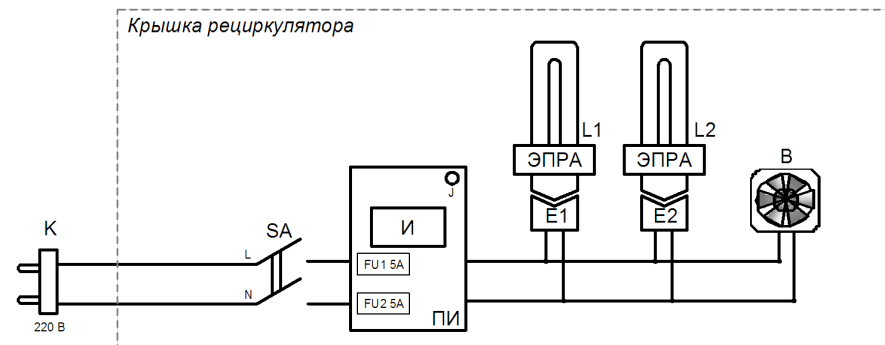 Крышка рециркулятора
L1
L2
ЭПРА
ЭПРА
В
J
К
SA
И
E1
E2
L
FU1 5A
N
FU2 5A
ПИ
220 В